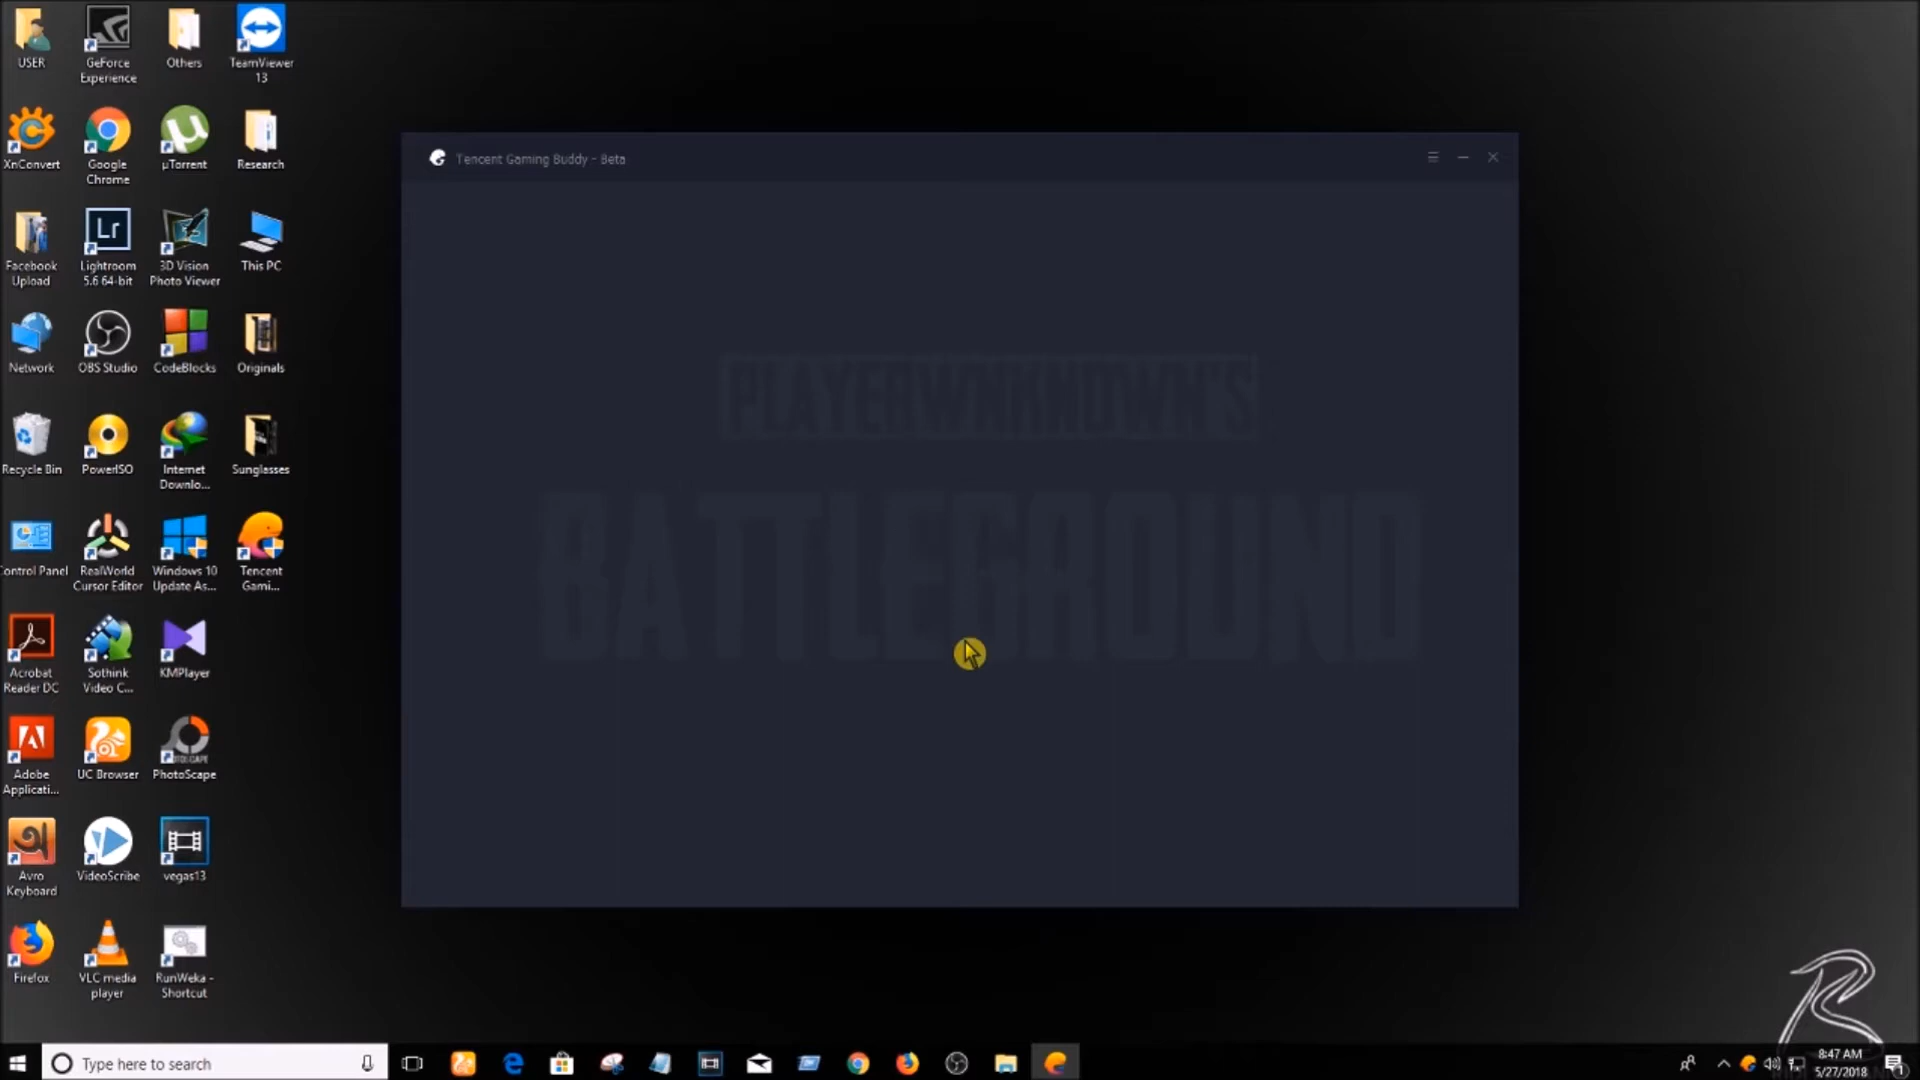 USER
GeForce
Experience
Others
TeamViewer
13
XnConvert
Google
Chrome
µTorrent
Research
Facebook
Upload
Lr
Lightroom
5.6 64-bit
3D Vision
Photo Viewer
This PC
Network
OBS Studio
CodeBlocks
Originals
Recycle Bin
PowerISO
Internet
Downlo...
Sunglasses
ontrol Panel
RealWorld
Cursor Editor
Windows 10
Update As...
Tencent
Gami...
Acrobat
Reader DC
Sothink
Video C...
KMPlayer
Adobe
Applicati...
UC Browser
PhotoScape
Avro
Keyboard
VideoScribe
vegas13
Firefox
VLC media
player
RunWeka -
Shortcut
Tencent Gaming Buddy - Beta
PLAYERWNKNOWN'S
BATTLEGROUND
Type here to search
8:47 AM
5/27/2018